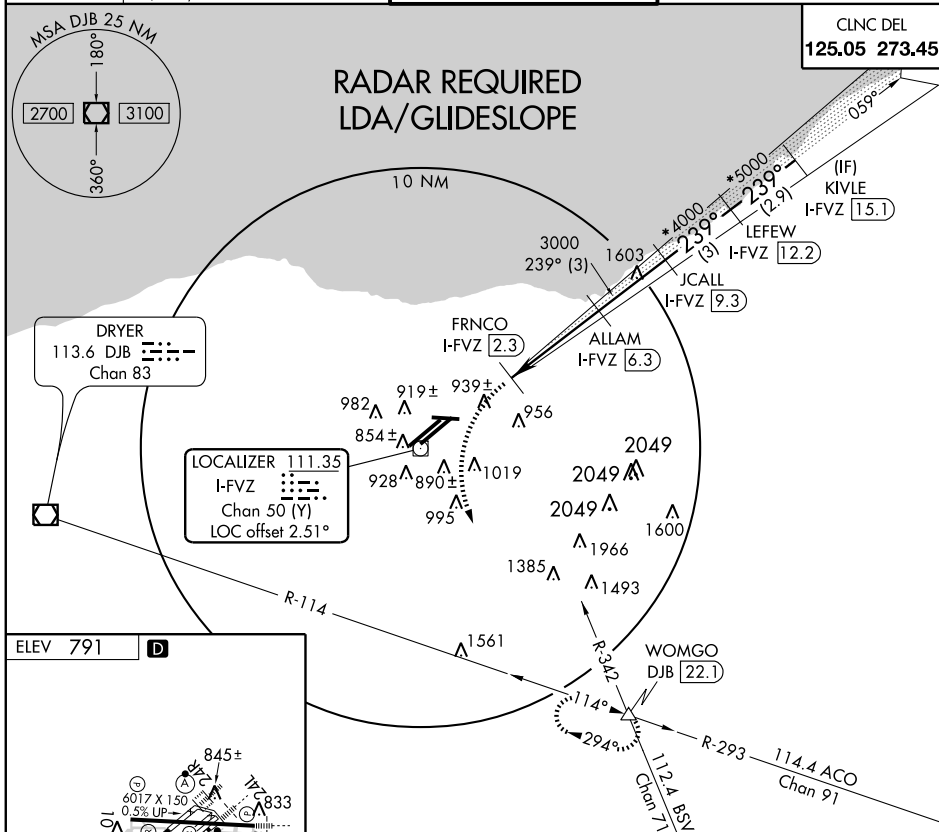 MSA DJB 25 NM
180°
2700
3100
360°
RADAR REQUIRED
LDA/GLIDESLOPE
CLNC DEL
125.05 273.45
10 NM
059°
*5000
239°
(2.9)
(IF)
KIVLE
I-FVZ 15.1
*4000
239°
(3)
LEFEW
I-FVZ 12.2
3000
239° (3)
1603
JCALL
I-FVZ 9.3
FRNCO
I-FVZ 2.3
ALLAM
I-FVZ 6.3
DRYER
113.6 DJB
Chan 83
982
919±
939±
956
854±
LOCALIZER 111.35
I-FVZ
Chan 50 (Y)
LOC offset 2.51°
928
890±
1019
995
2049
2049
2049
1600
1966
1385
1493
R-114
1561
R-342
WOMGO
DJB 22.1
114°
294°
R-293
114.4 ACO
Chan 91
112.4 BSV
Chan 71
ELEV 791
D
845±
24R
24L
A
P
6017 X 150
0.5% UP
P
833
10